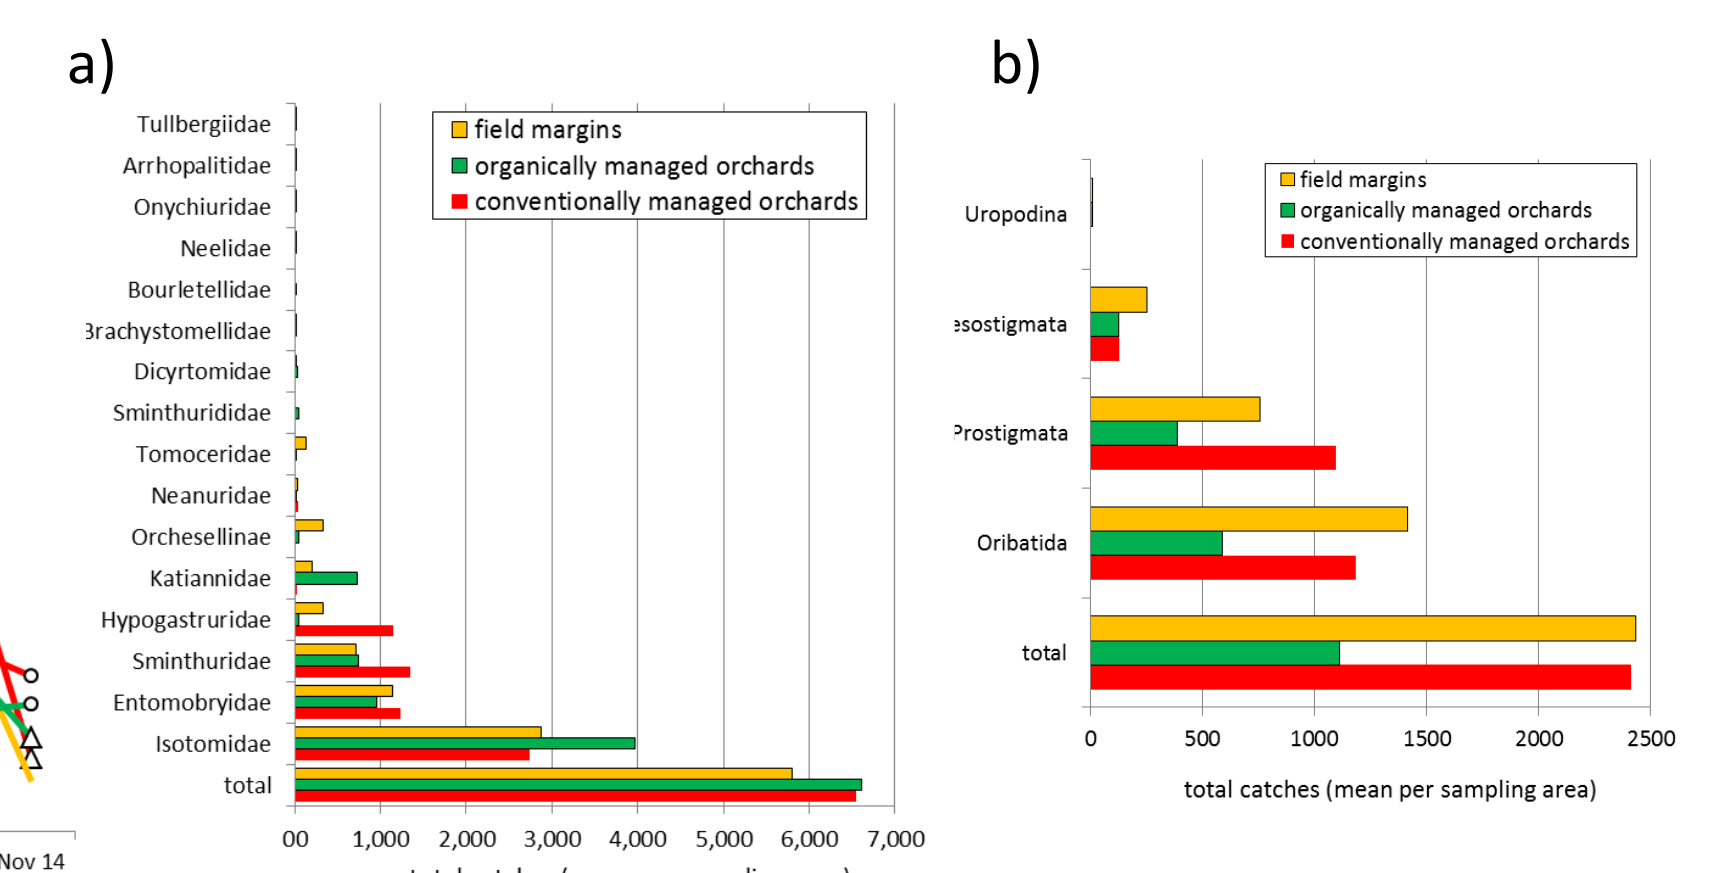 a)
Tullbergiidae
Arrhopalitidae
Onychiuridae
Neelidae
Bourletellidae
Brachystomellidae
Dicyrtomidae
Sminthurididae
Tomoceridae
Neanuridae
Orchesellinae
Katiannidae
Hypogastruridae
Sminthuridae
Entomobryidae
Isotomidae
total
field margins
organically managed orchards
conventionally managed orchards
00 1,000 2,000 3,000 4,000 5,000 6,000 7,000
Nov 14
b)
Uropodina
esostigmata
Prostigmata
Oribatida
total
field margins
organically managed orchards
conventionally managed orchards
0 500 1000 1500 2000 2500
total catches (mean per sampling area)